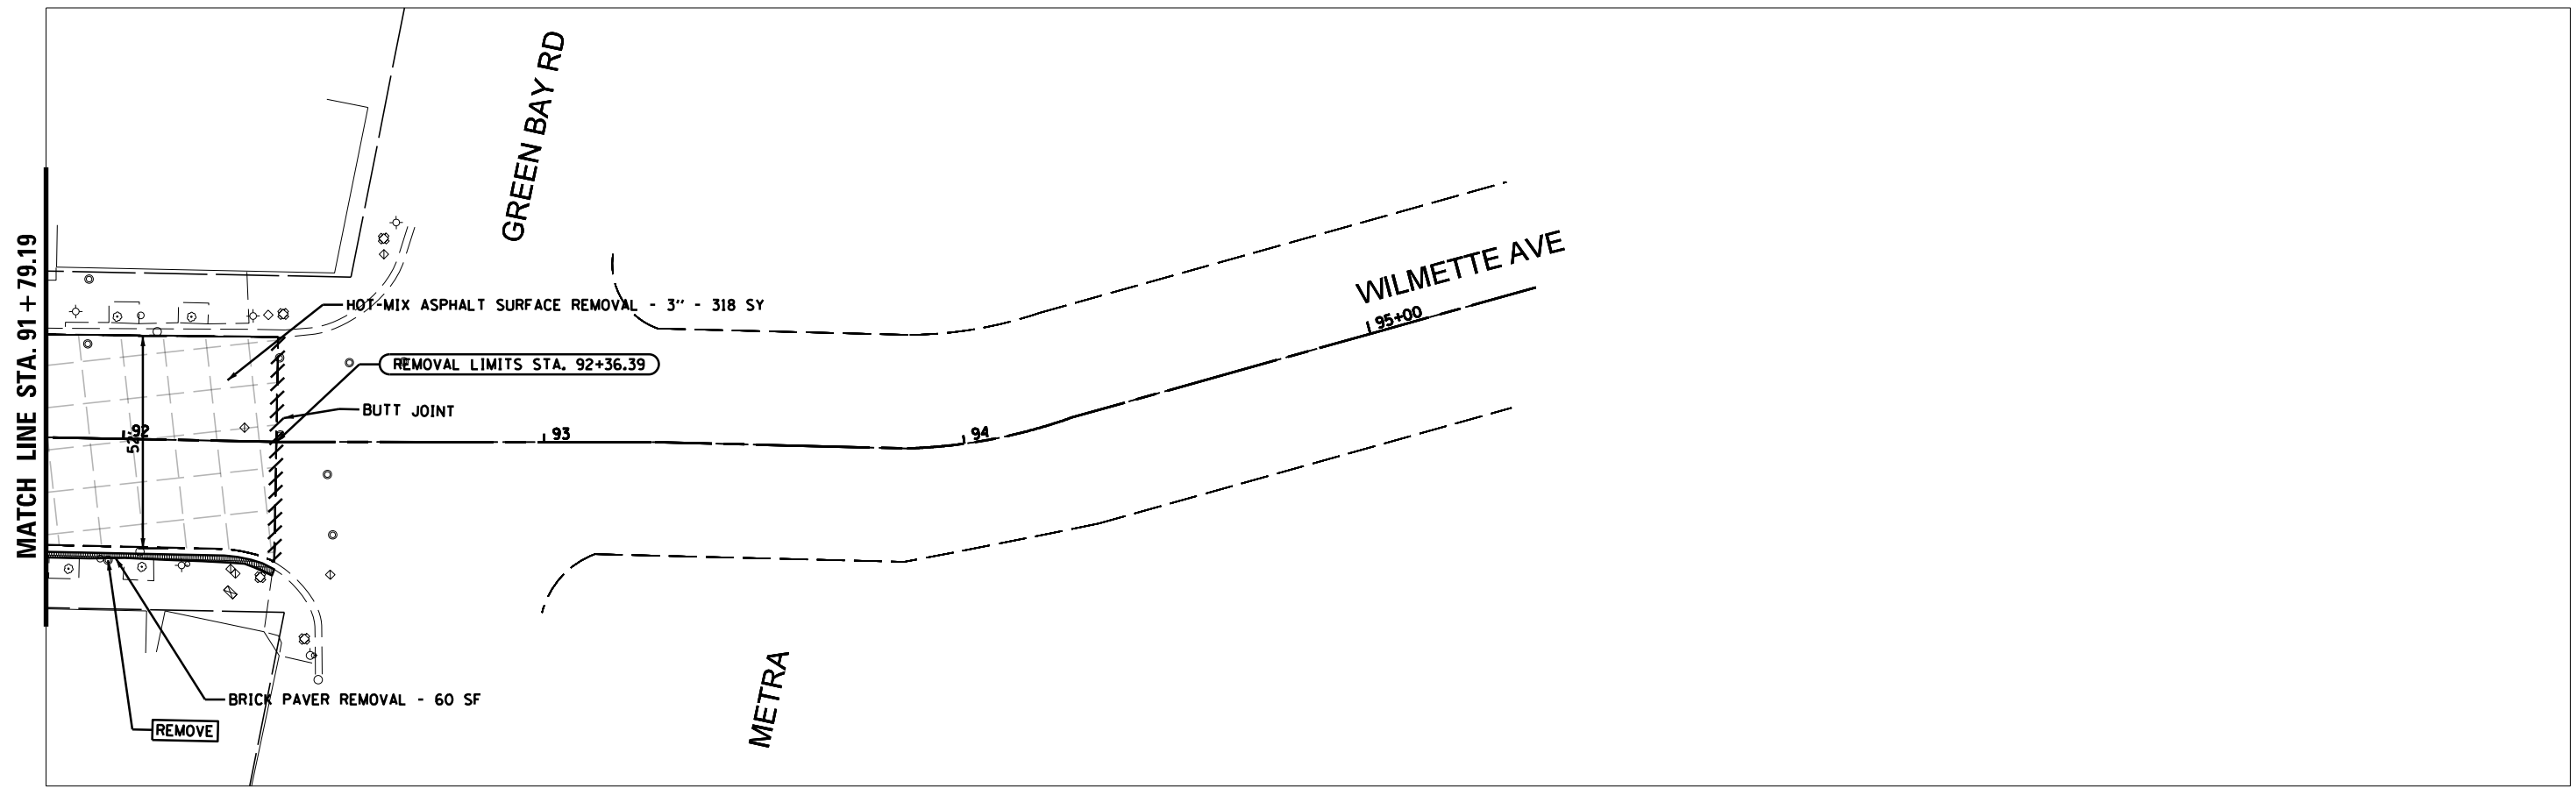 GREEN BAY RD
MATCH LINE STA. 91+79.19
HOT-MIX ASPHALT SURFACE REMOVAL - 3" - 318 SY
WILMETTE AVE
95+00
REMOVAL LIMITS STA. 92+36.39
BUTT JOINT
92
52'
93
94
METRA
BRICK PAVER REMOVAL - 60 SF
REMOVE